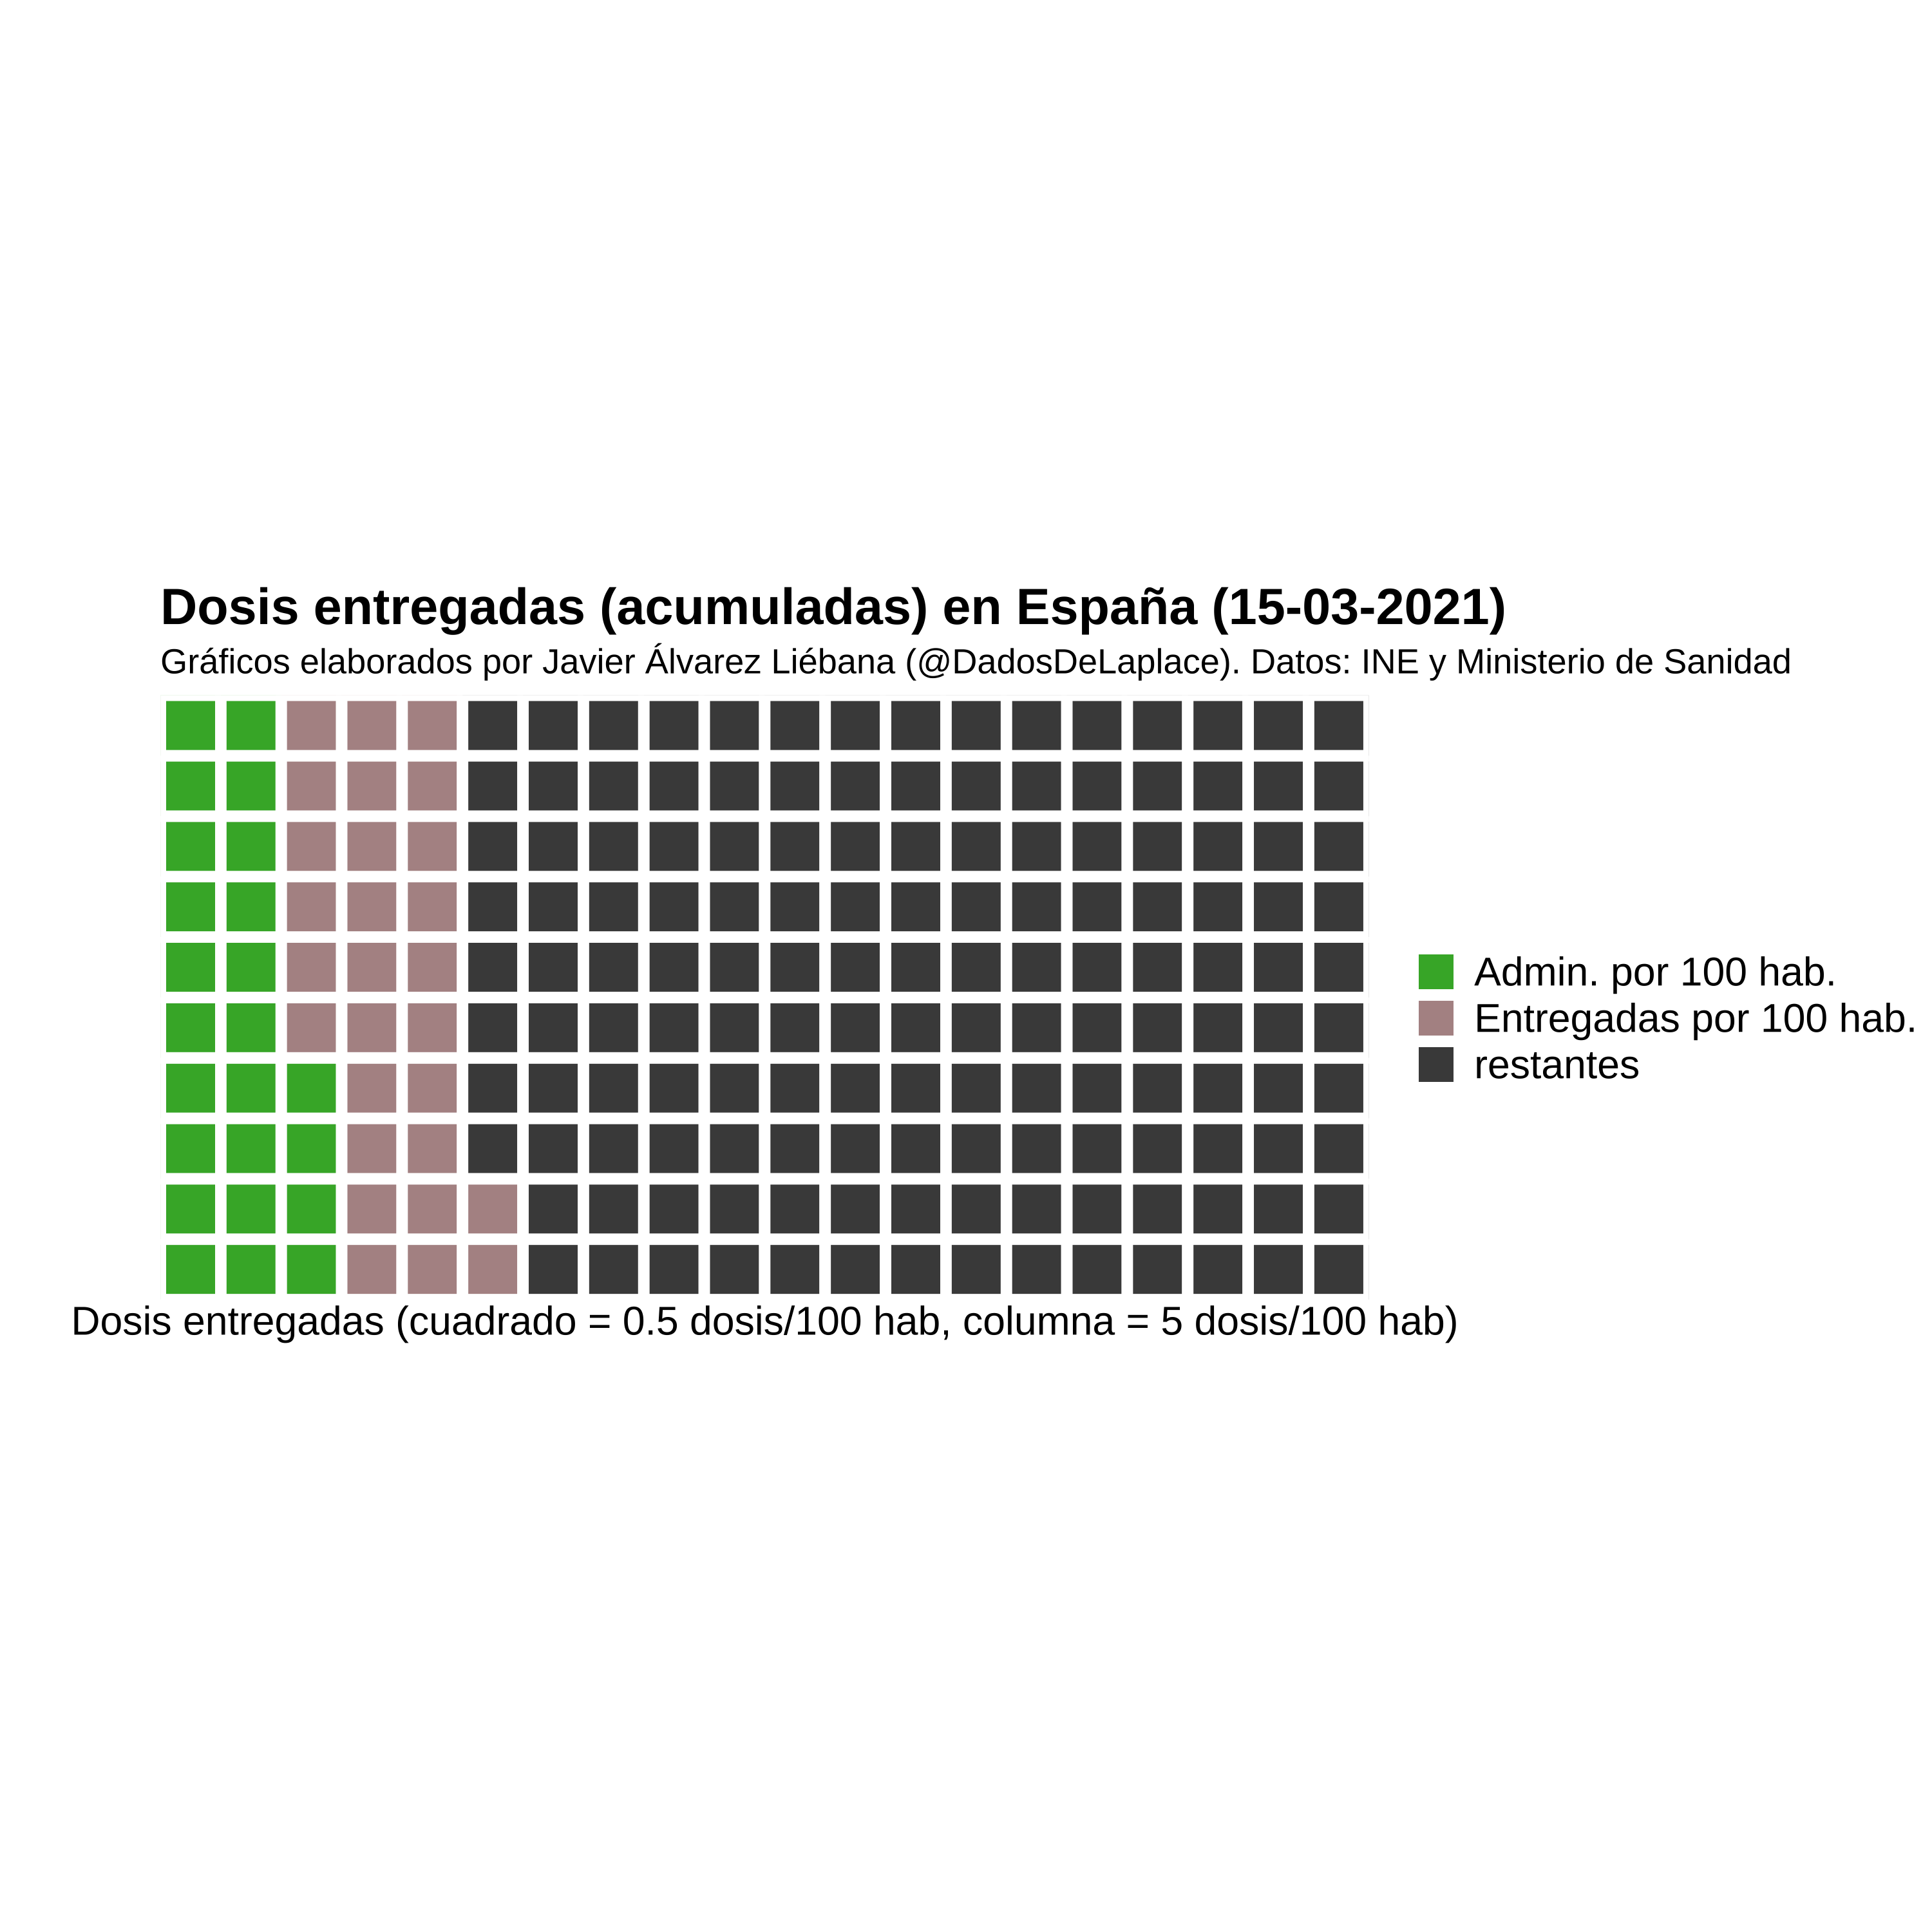 Dosis entregadas (acumuladas) en España (15-03-2021)
Gráficos elaborados por Javier Álvarez Liébana (@DadosDeLaplace). Datos: INE y Ministerio de Sanidad
Admin. por 100 hab.
Entregadas por 100 hab.
restantes
Dosis entregadas (cuadrado = 0.5 dosis/100 hab, columna = 5 dosis/100 hab)